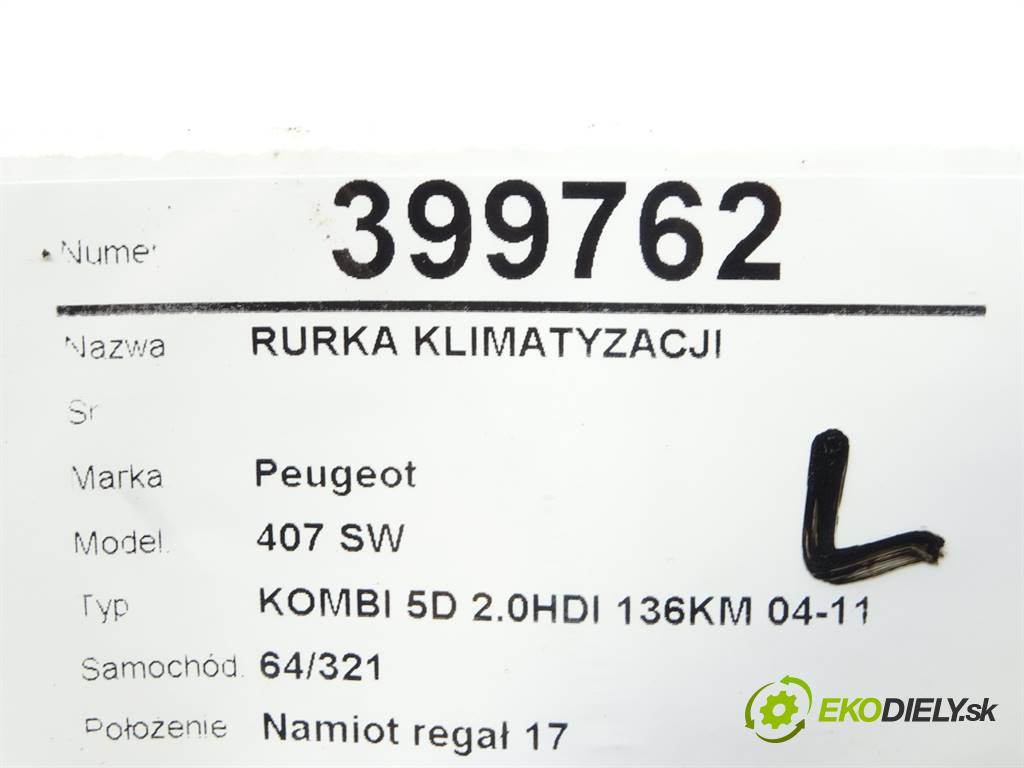 Numer 399762
Nazwa RURKA KLIMATYZACJI
Sr
Marka Peugeot
Model. 407 SW
Typ KOMBI 5D 2.0HDI 136KM 04-11
L
Samochód. 64/321
Położenie Namiot regał 17
EKODIELY.sk